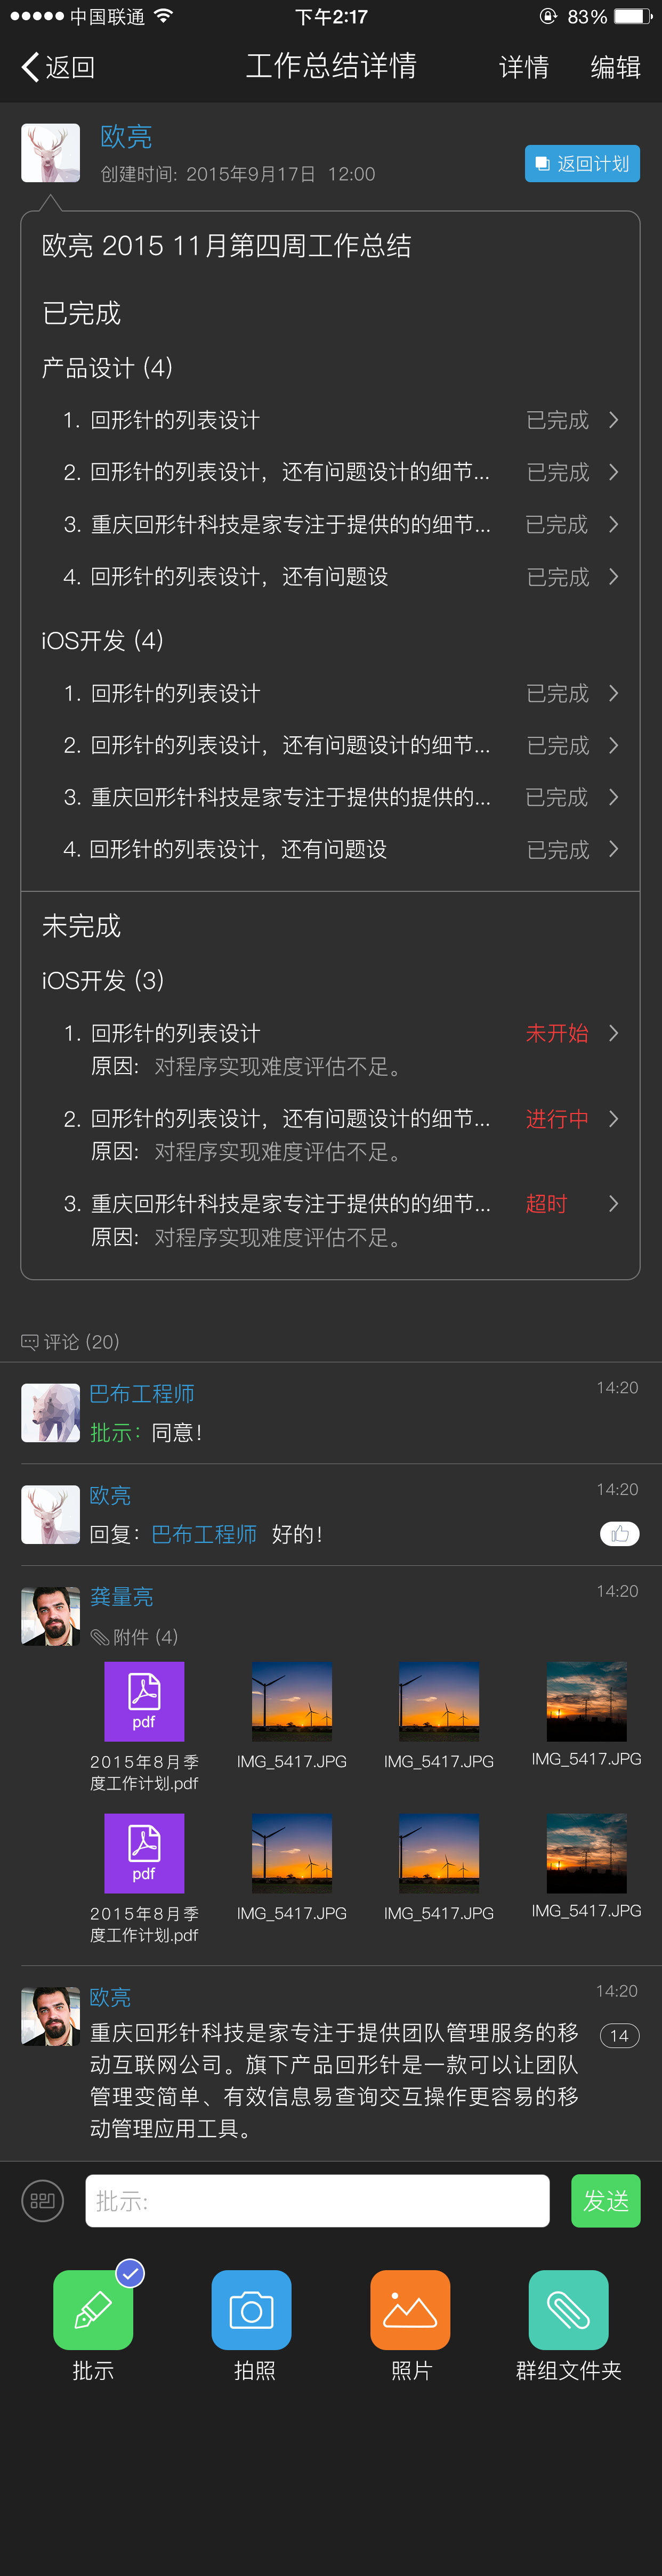 中国联通 下午2:17 83%
返回 工作总结详情 详情 编辑
欧亮
创建时间: 2015年9月17日 12:00
返回计划
欧亮 2015 11月第四周工作总结
已完成
产品设计 (4)
1. 回形针的列表设计 已完成
2. 回形针的列表设计，还有问题设计的细节... 已完成
3. 重庆回形针科技是家专注于提供的的细节... 已完成
4. 回形针的列表设计，还有问题设 已完成
iOS开发 (4)
1. 回形针的列表设计 已完成
2. 回形针的列表设计，还有问题设计的细节... 已完成
3. 重庆回形针科技是家专注于提供的提供的... 已完成
4. 回形针的列表设计，还有问题设 已完成
未完成
iOS开发 (3)
1. 回形针的列表设计 未开始
原因: 对程序实现难度评估不足。
2. 回形针的列表设计，还有问题设计的细节... 进行中
原因: 对程序实现难度评估不足。
3. 重庆回形针科技是家专注于提供的的细节... 超时
原因: 对程序实现难度评估不足。
评论 (20)
巴布工程师 14:20
批示: 同意！
欧亮 14:20
回复: 巴布工程师 好的！
龚量亮 14:20
附件 (4)
pdf
2015年8月季 IMG_5417.JPG IMG_5417.JPG IMG_5417.JPG
度工作计划.pdf
pdf
2015年8月季 IMG_5417.JPG IMG_5417.JPG IMG_5417.JPG
度工作计划.pdf
欧亮 14:20
重庆回形针科技是家专注于提供团队管理服务的移 14
动互联网公司。旗下产品回形针是一款可以让团队
管理变简单、有效信息易查询交互操作更容易的移
动管理应用工具。
批示: 发送
批示 拍照 照片 群组文件夹